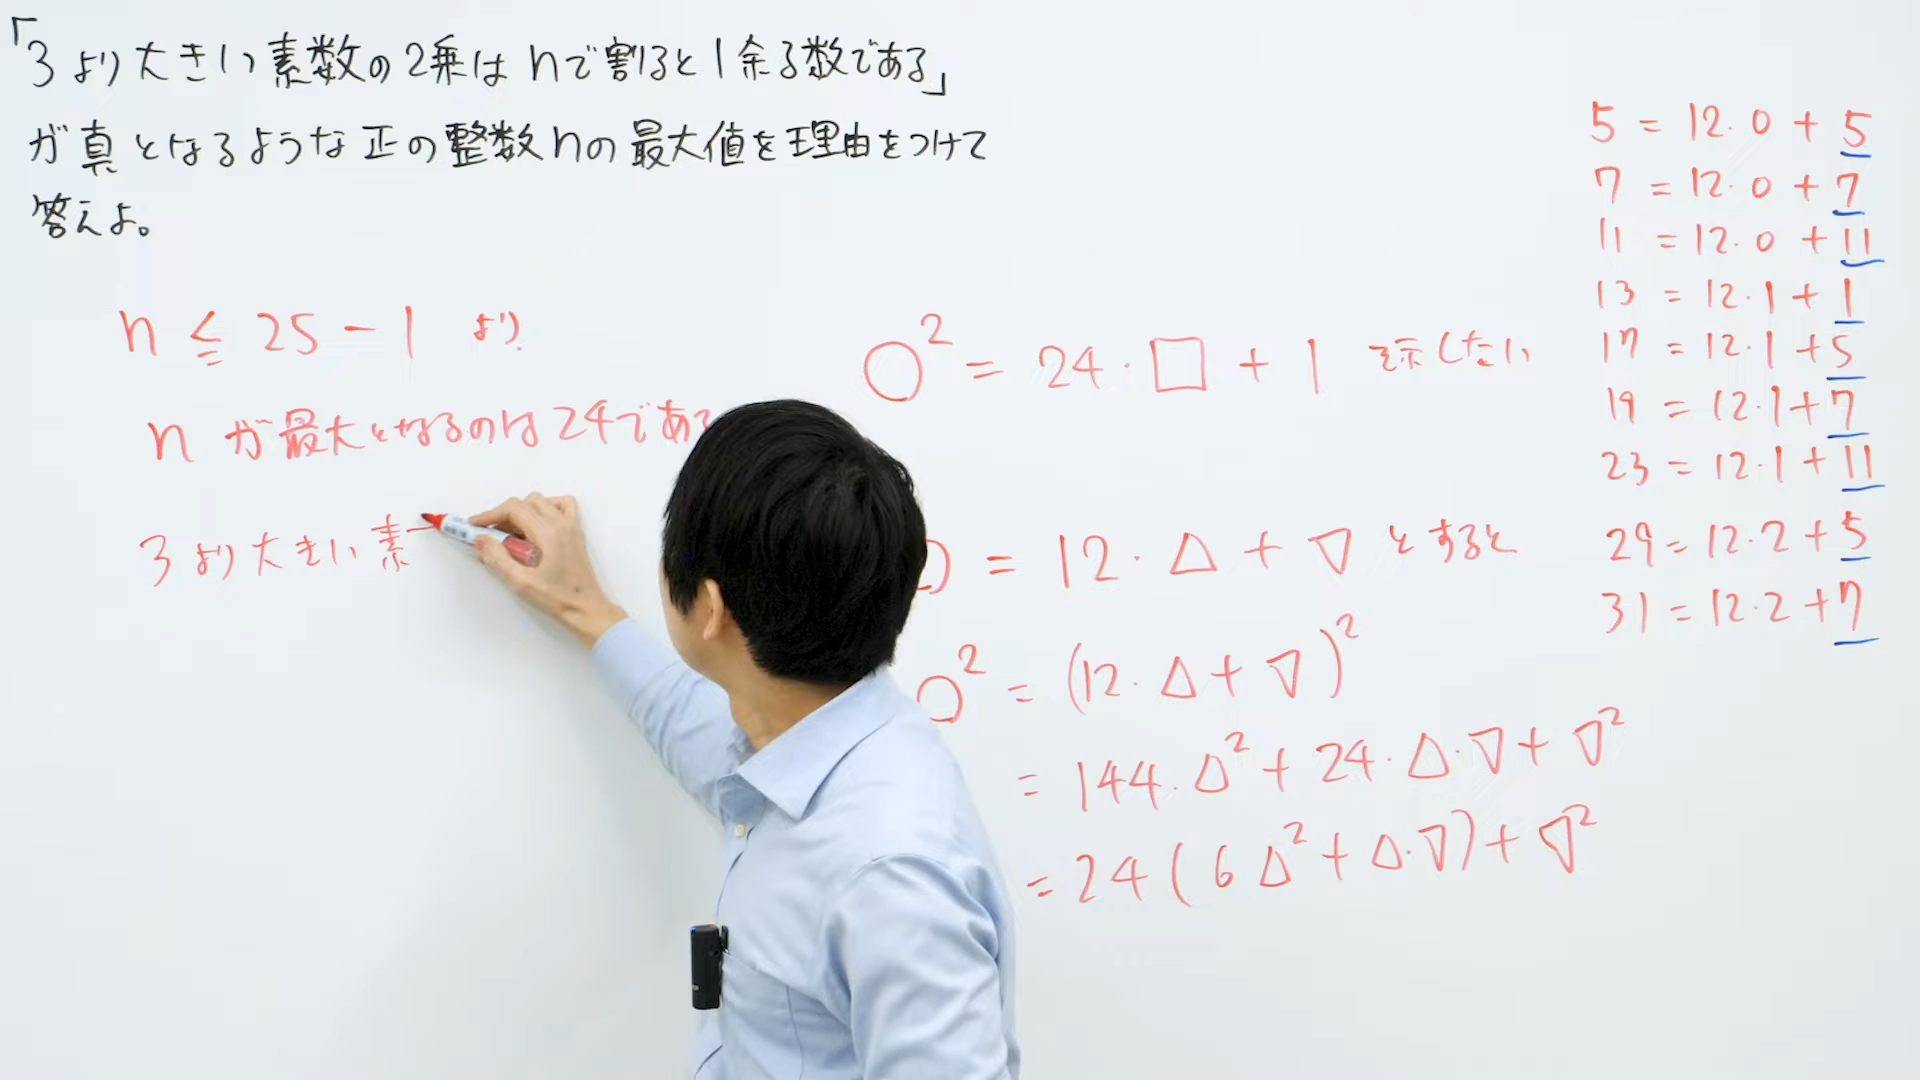 「3より大きい素数の2乗はnで割ると1余る数である」
が真となるような正の整数nの最大値を理由をつけて
答えよ。
n ≦ 25 - 1 より
n が最大となるのは24であ
3より大きい素
○² = 24・□ + 1 を示したい
= 12・△ + ▽ とすると
○² = (12・△ + ▽)²
= 144・△² + 24・△・▽ + ▽²
= 24(6△² + △・▽) + ▽²
5 = 12・0 + 5
7 = 12・0 + 7
11 = 12・0 + 11
13 = 12・1 + 1
17 = 12・1 + 5
19 = 12・1 + 7
23 = 12・1 + 11
29 = 12・2 + 5
31 = 12・2 + 7